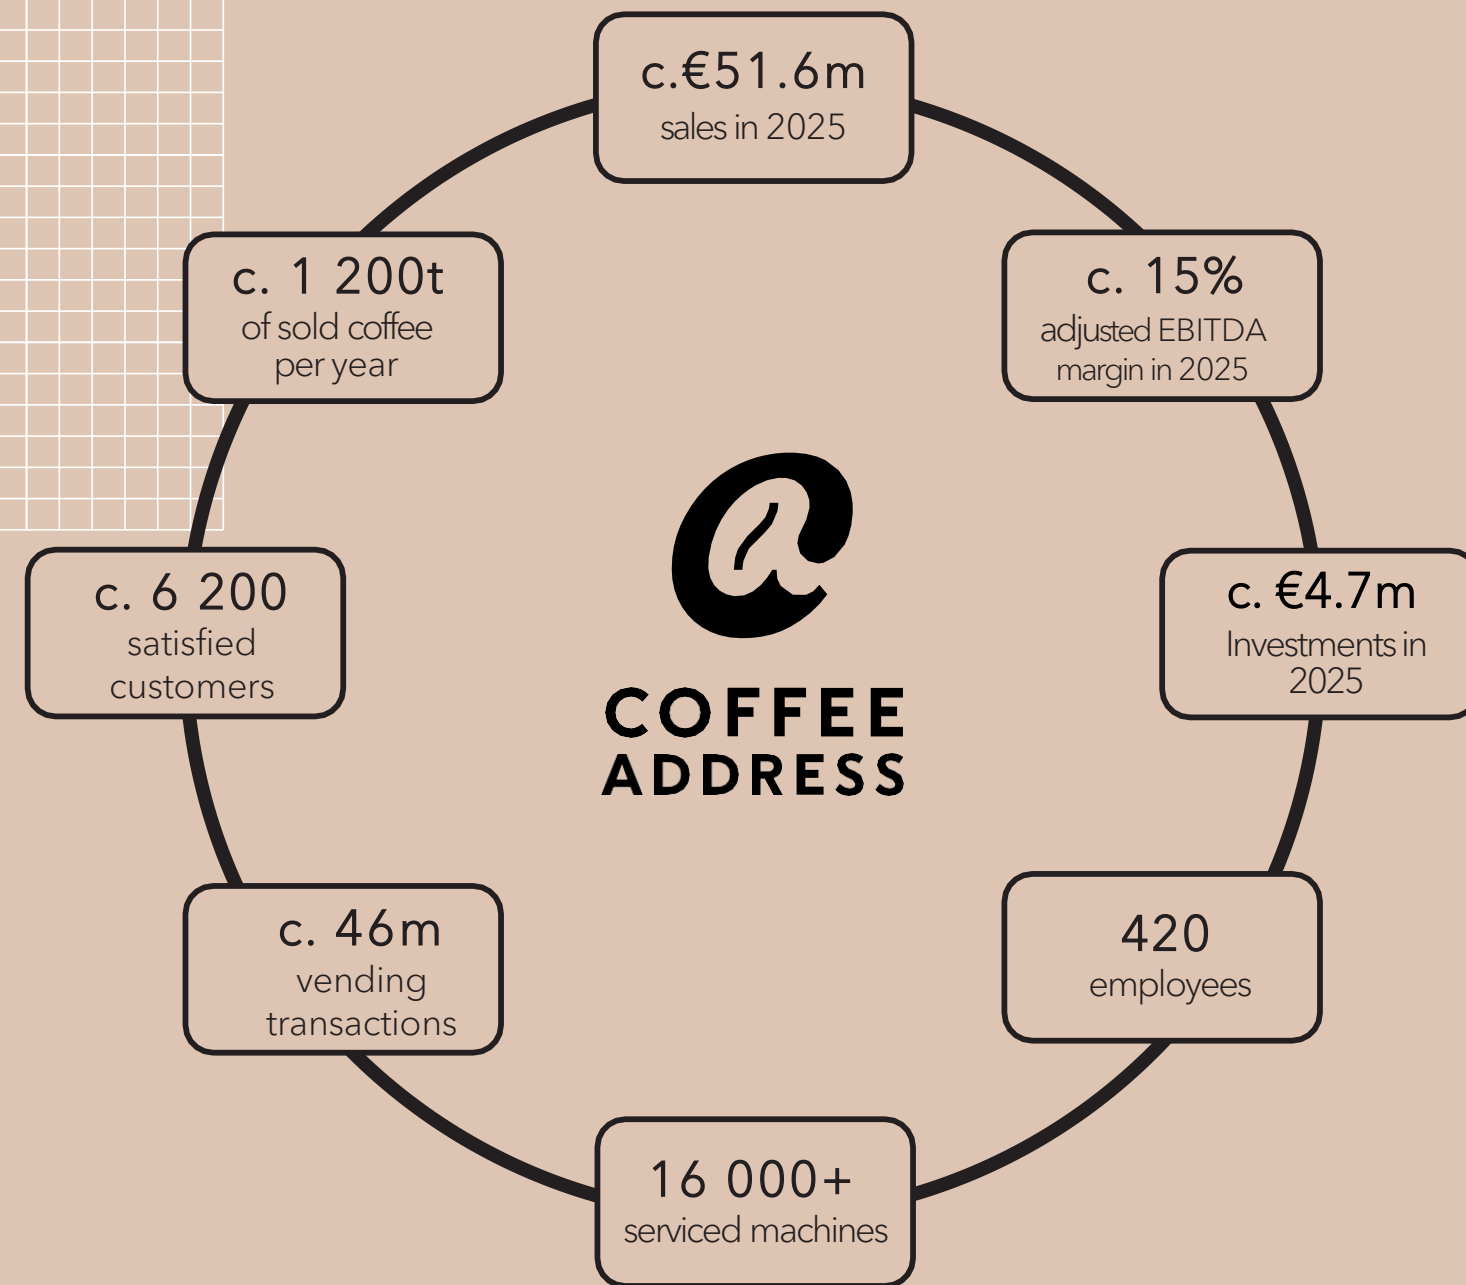 c.€51.6m
sales in 2025
c. 1 200t
of sold coffee
per year
c. 15%
adjusted EBITDA
margin in 2025
c. 6 200
satisfied
customers
COFFEE
ADDRESS
c. €4.7m
Investments in
2025
c. 46m
vending
transactions
420
employees
16 000+
serviced machines